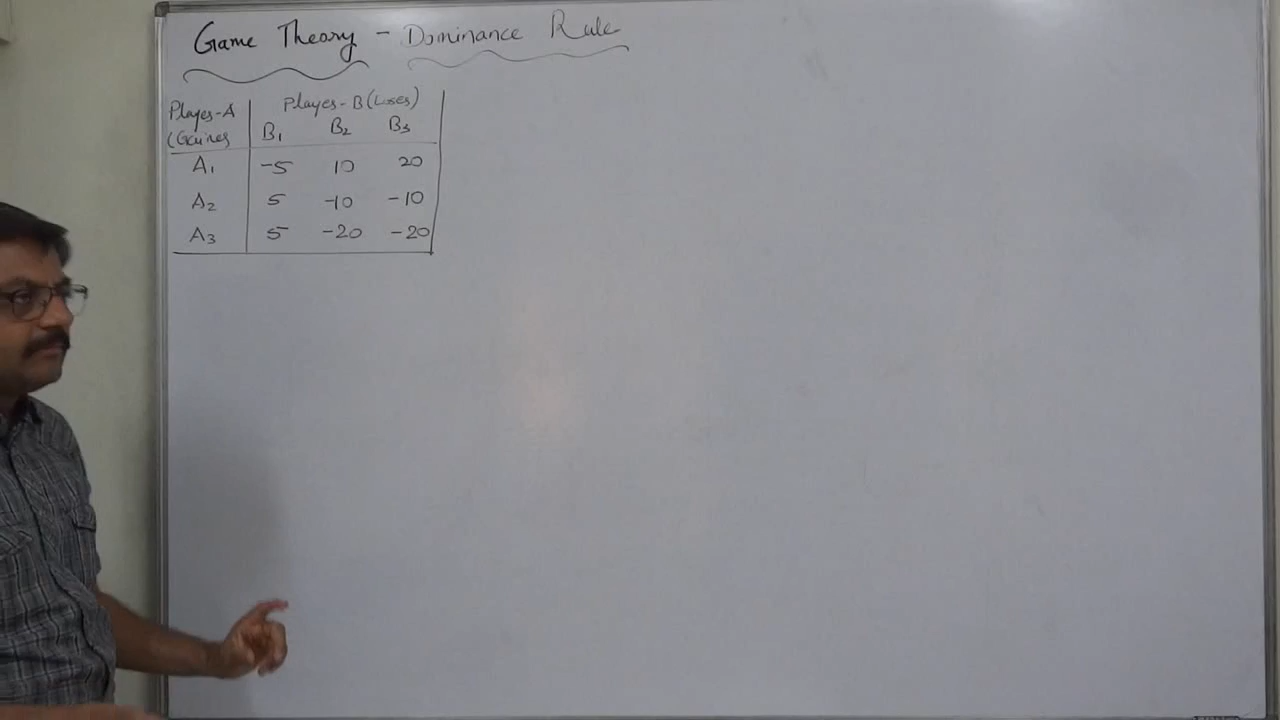 Game Theory - Dominance Rule
Player-A Player-B (Loses)
(Gaines B1 B2 B3
A1 -5 10 20
A2 5 -10 -10
A3 5 -20 -20